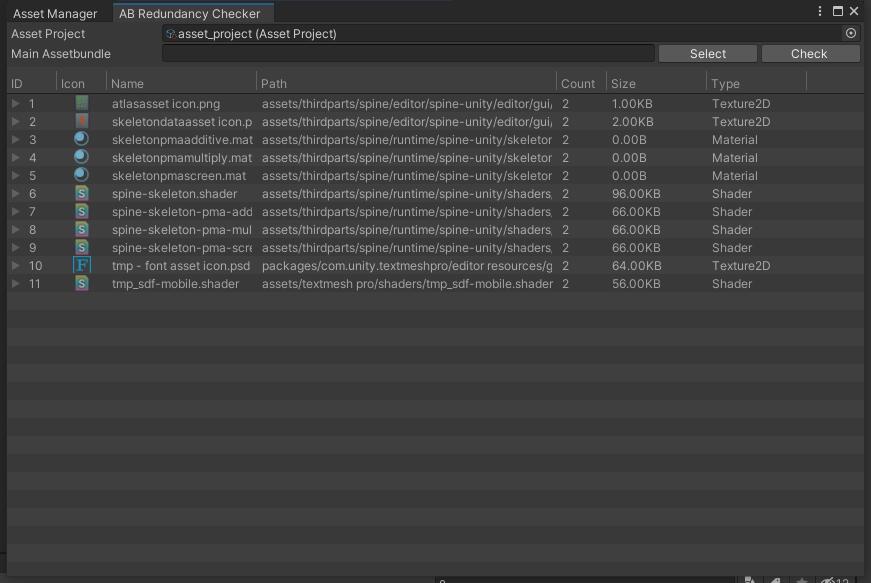 Asset Manager AB Redundancy Checker
Asset Project asset_project (Asset Project)
Main Assetbundle Select Check
ID Icon Name Path Count Size Type
1 atlasasset icon.png assets/thirdparts/spine/editor/spine-unity/editor/gui/ 2 1.00KB Texture2D
2 skeletondataasset icon.p assets/thirdparts/spine/editor/spine-unity/editor/gui/ 2 2.00KB Texture2D
3 skeletonpmaadditive.mat assets/thirdparts/spine/runtime/spine-unity/skeletor 2 0.00B Material
4 skeletonpmamultiply.mat assets/thirdparts/spine/runtime/spine-unity/skeletor 2 0.00B Material
5 skeletonpmascreen.mat assets/thirdparts/spine/runtime/spine-unity/skeletor 2 0.00B Material
6 S spine-skeleton.shader assets/thirdparts/spine/runtime/spine-unity/shaders, 2 96.00KB Shader
7 S spine-skeleton-pma-add assets/thirdparts/spine/runtime/spine-unity/shaders, 2 66.00KB Shader
8 S spine-skeleton-pma-mul assets/thirdparts/spine/runtime/spine-unity/shaders, 2 66.00KB Shader
9 S spine-skeleton-pma-scre assets/thirdparts/spine/runtime/spine-unity/shaders, 2 66.00KB Shader
10 F tmp - font asset icon.psd packages/com.unity.textmeshpro/editor resources/g 2 64.00KB Texture2D
11 S tmp_sdf-mobile.shader assets/textmesh pro/shaders/tmp_sdf-mobile.shader 2 56.00KB Shader